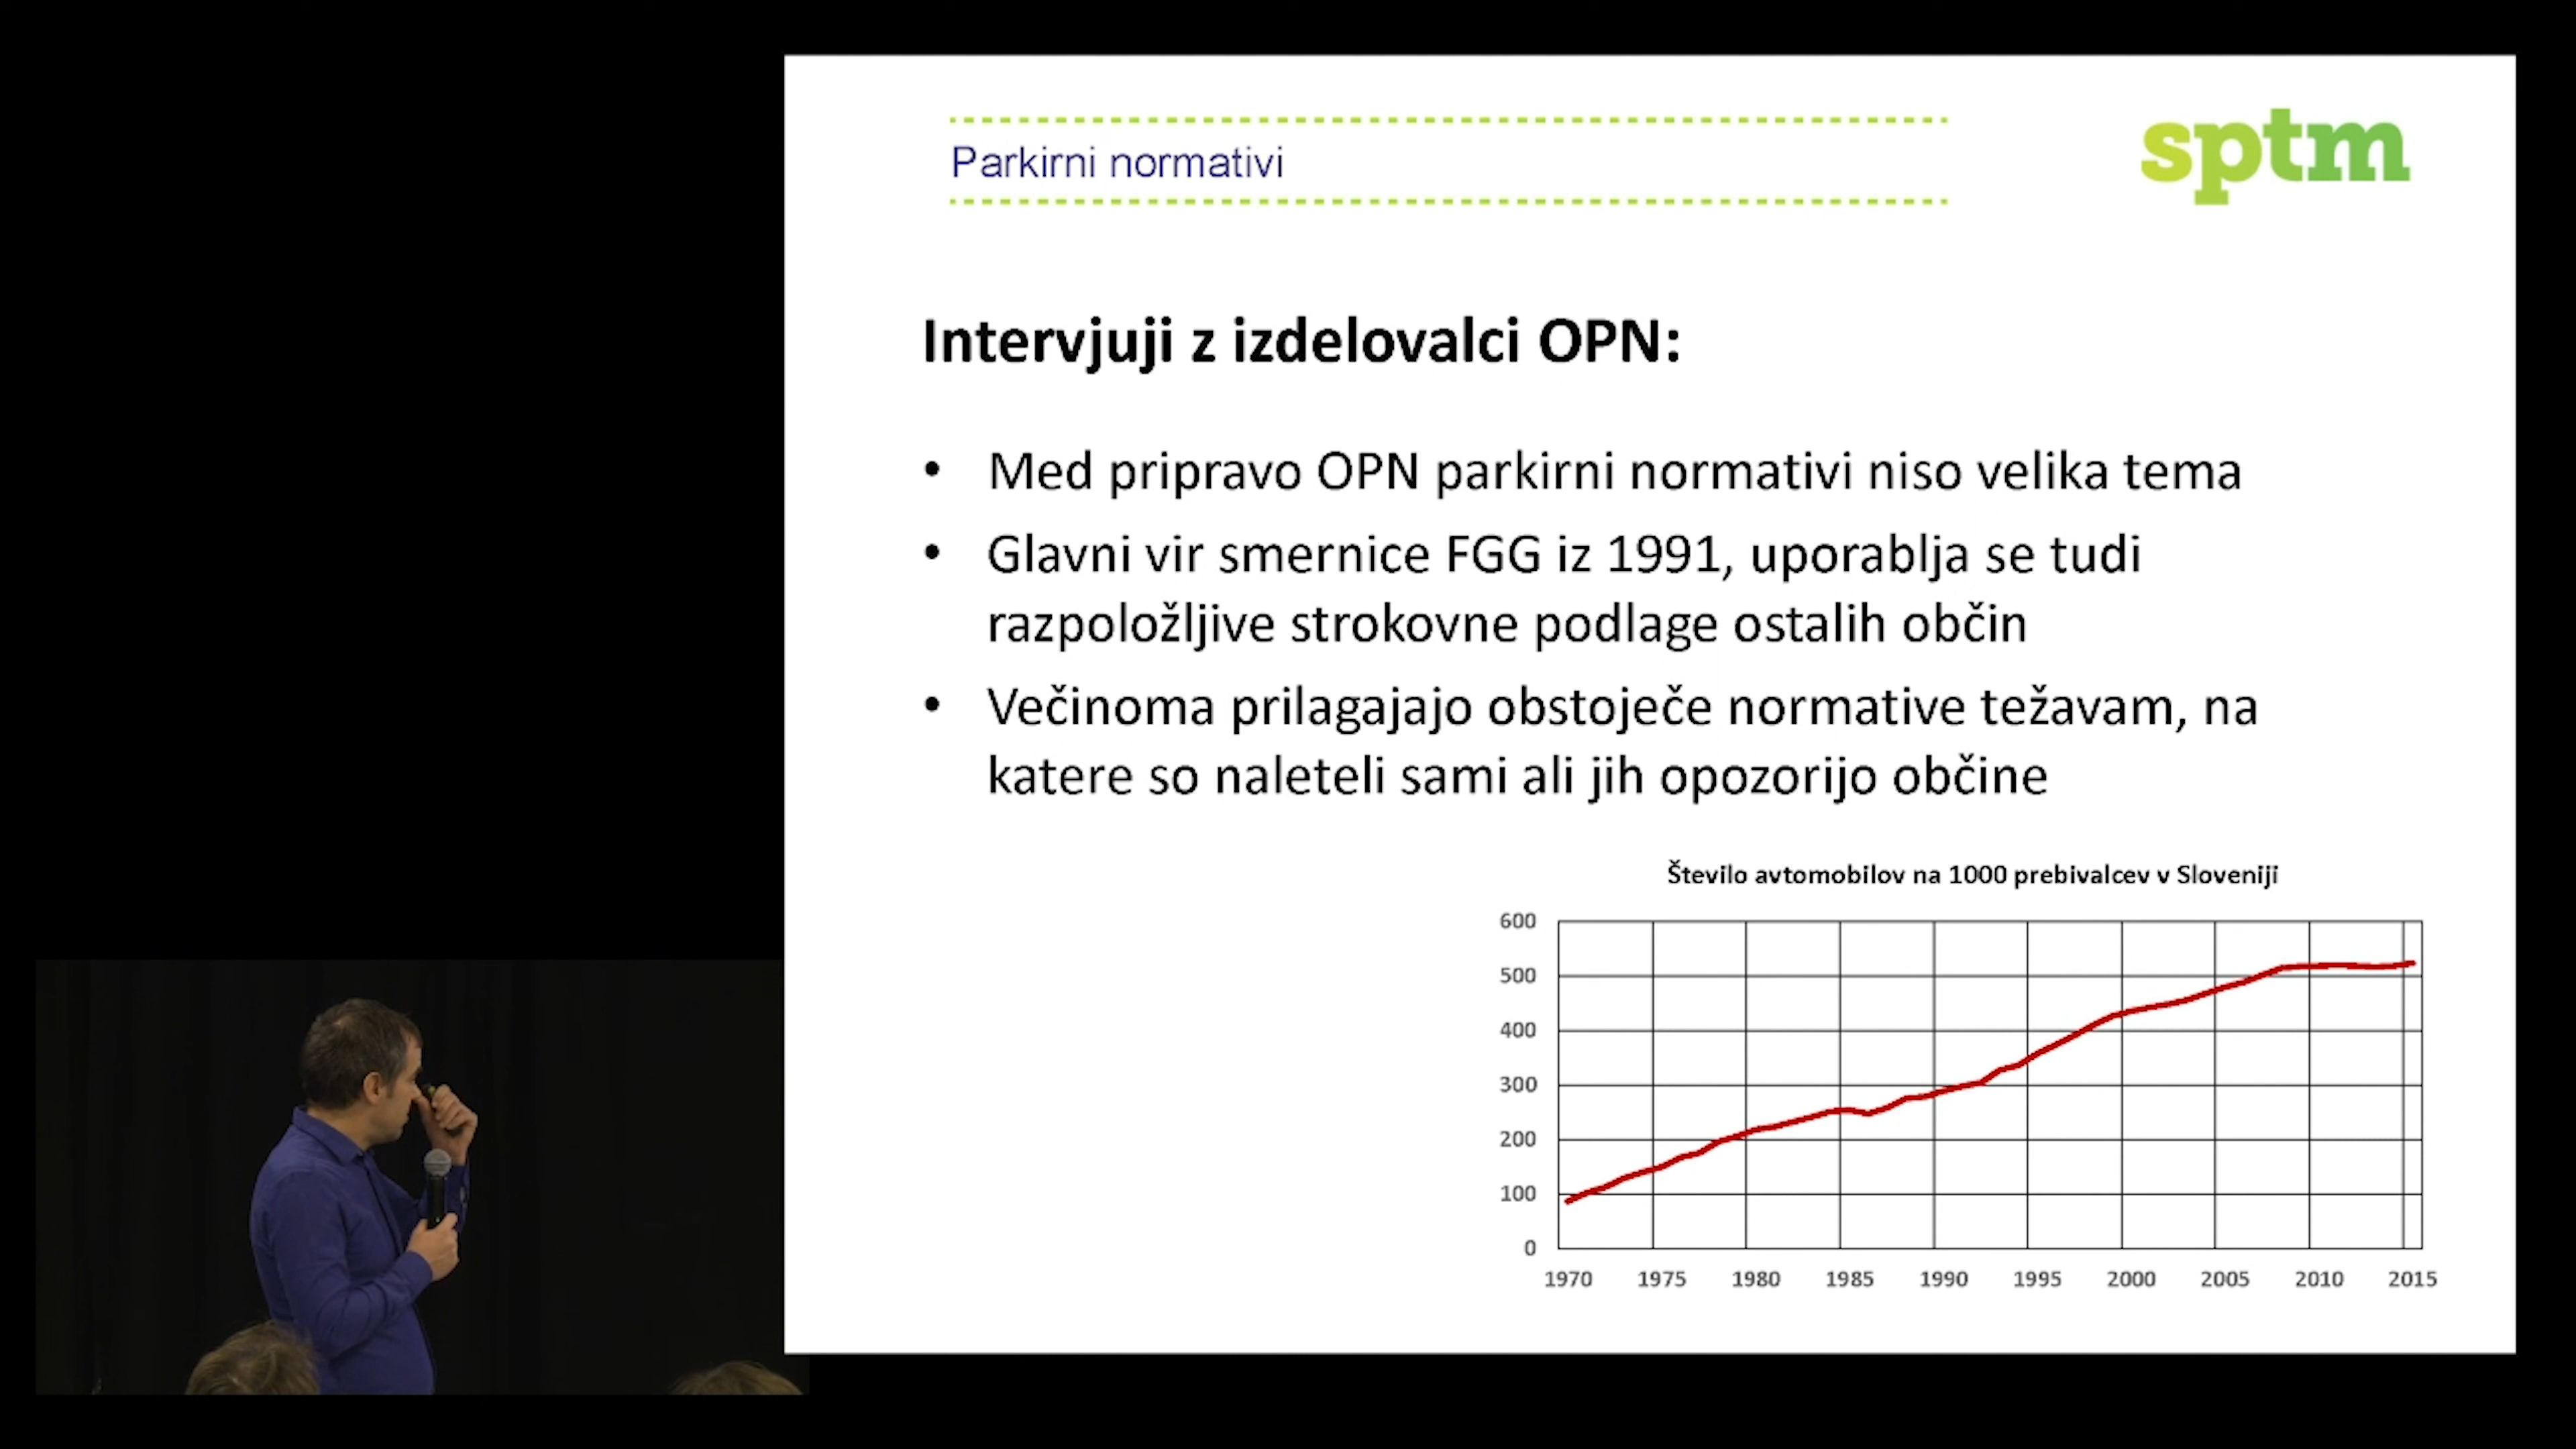 Parkirni normativi
sptm
Intervjuji z izdelovalci OPN:
• Med pripravo OPN parkirni normativi niso velika tema
• Glavni vir smernice FGG iz 1991, uporablja se tudi
razpoložljive strokovne podlage ostalih občin
• Večinoma prilagajajo obstoječe normative težavam, na
katere so naleteli sami ali jih opozorijo občine
Število avtomobilov na 1000 prebivalcev v Sloveniji
600
500
400
300
200
100
0
1970 1975 1980 1985 1990 1995 2000 2005 2010 2015